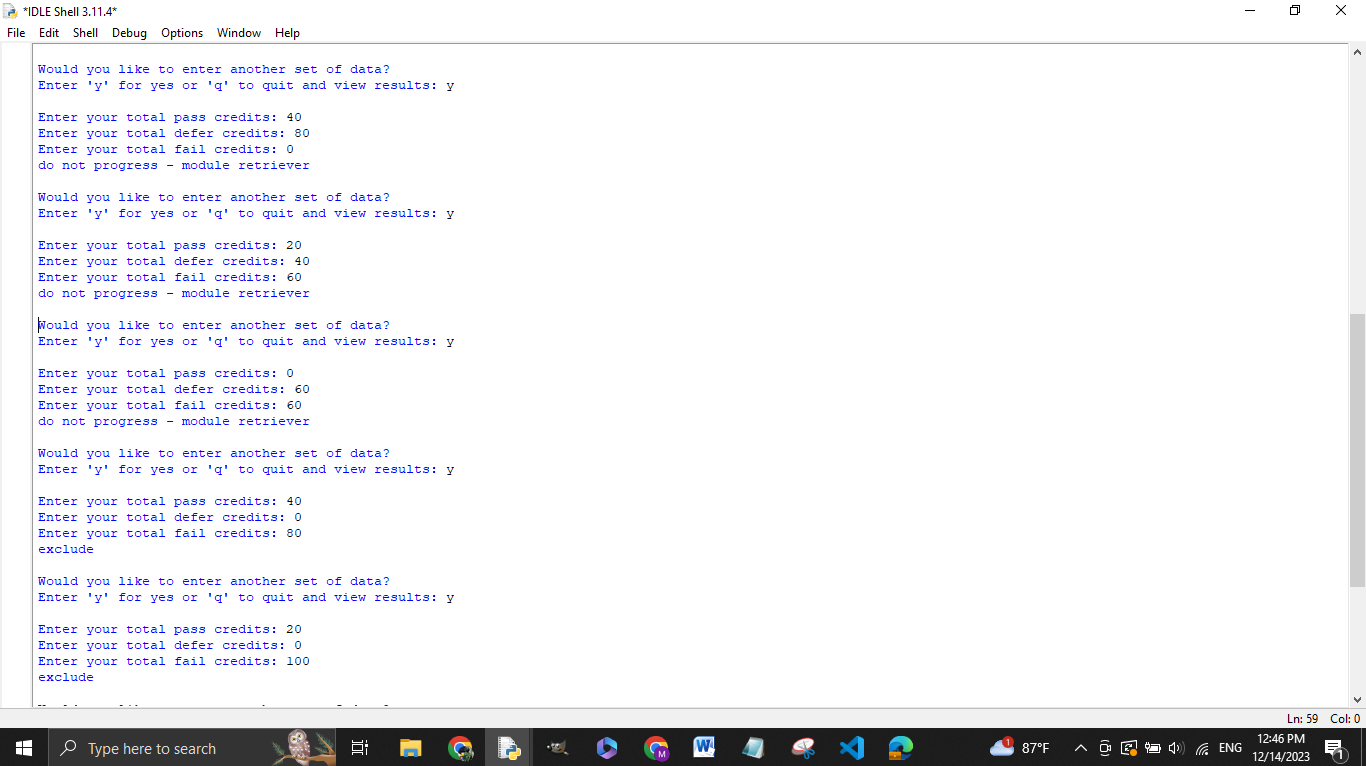 *IDLE Shell 3.11.4*
File Edit Shell Debug Options Window Help
Would you like to enter another set of data?
Enter 'y' for yes or 'q' to quit and view results: y
Enter your total pass credits: 40
Enter your total defer credits: 80
Enter your total fail credits: 0
do not progress - module retriever
Would you like to enter another set of data?
Enter 'y' for yes or 'q' to quit and view results: y
Enter your total pass credits: 20
Enter your total defer credits: 40
Enter your total fail credits: 60
do not progress - module retriever
Would you like to enter another set of data?
Enter 'y' for yes or 'q' to quit and view results: y
Enter your total pass credits: 0
Enter your total defer credits: 60
Enter your total fail credits: 60
do not progress - module retriever
Would you like to enter another set of data?
Enter 'y' for yes or 'q' to quit and view results: y
Enter your total pass credits: 40
Enter your total defer credits: 0
Enter your total fail credits: 80
exclude
Would you like to enter another set of data?
Enter 'y' for yes or 'q' to quit and view results: y
Enter your total pass credits: 20
Enter your total defer credits: 0
Enter your total fail credits: 100
exclude
Ln: 59 Col: 0
Type here to search
1
87°F
ENG
12:46 PM
12/14/2023
1